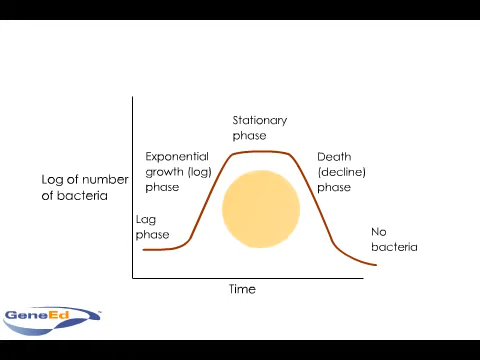 Stationary
phase
Exponential
growth (log)
phase
Death
(decline)
phase
Log of number
of bacteria
Lag
phase
No
bacteria
Time
GeneEd